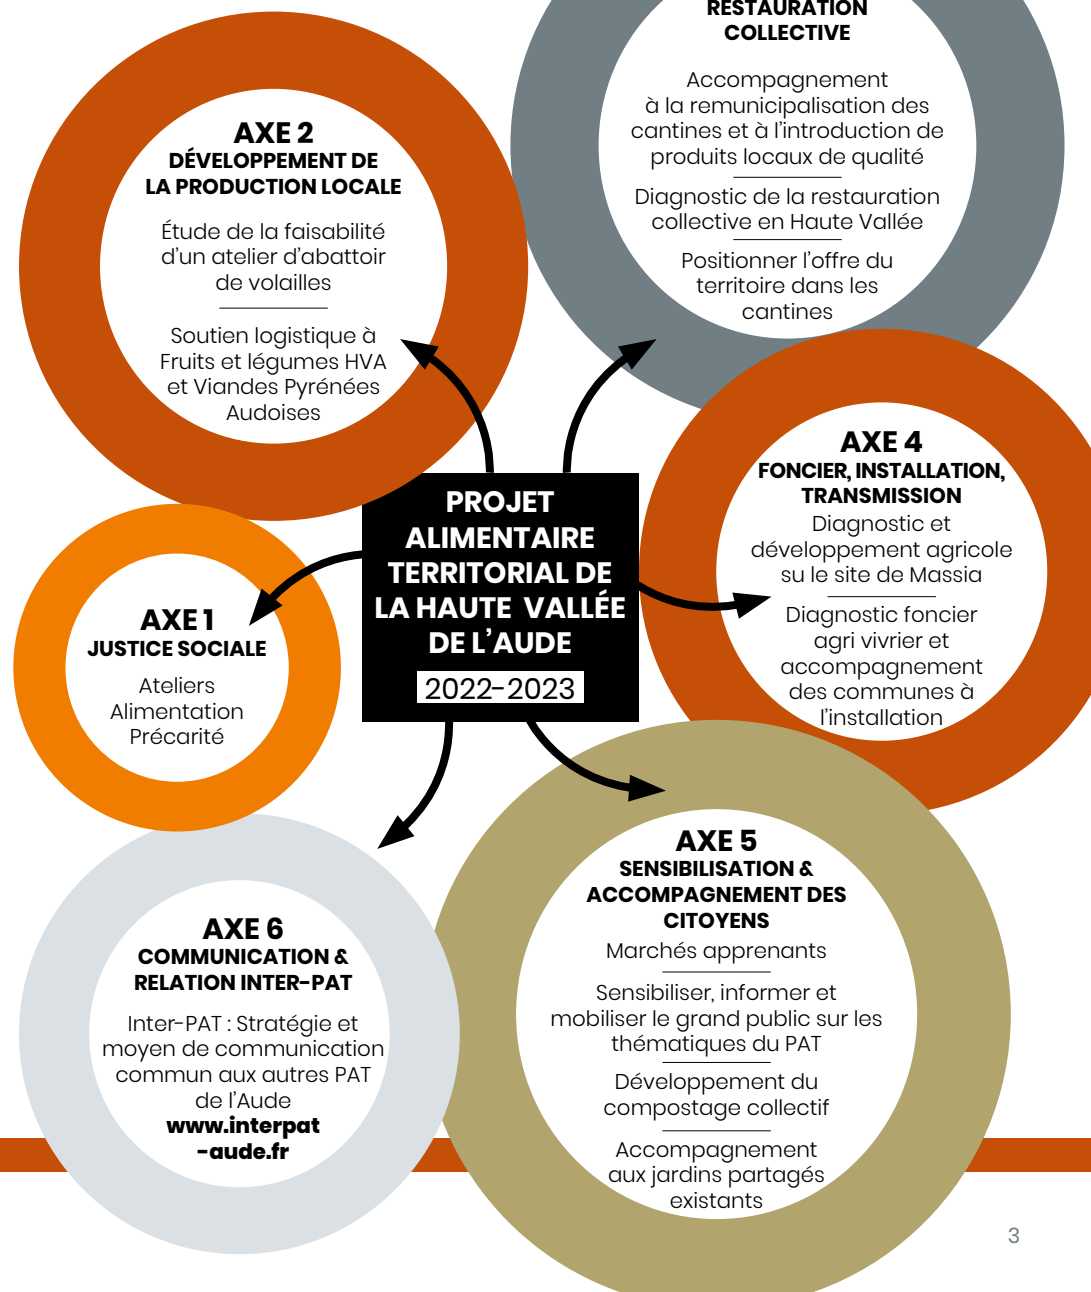 RESTAURATION
COLLECTIVE
Accompagnement
à la remunicipalisation des
cantines et à l'introduction de
produits locaux de qualité
Diagnostic de la restauration
collective en Haute Vallée
Positionner l'offre du
territoire dans les
cantines
AXE 2
DÉVELOPPEMENT DE
LA PRODUCTION LOCALE
Étude de la faisabilité
d'un atelier d'abattoir
de volailles
Soutien logistique à
Fruits et légumes HVA
et Viandes Pyrénées
Audoises
AXE 4
FONCIER, INSTALLATION,
TRANSMISSION
Diagnostic et
développement agricole
su le site de Massia
Diagnostic foncier
agri vivrier et
accompagnement
des communes à
l'installation
PROJET
ALIMENTAIRE
TERRITORIAL DE
LA HAUTE VALLÉE
DE L'AUDE
2022-2023
AXE 1
JUSTICE SOCIALE
Ateliers
Alimentation
Précarité
AXE 5
SENSIBILISATION &
ACCOMPAGNEMENT DES
CITOYENS
Marchés apprenants
Sensibiliser, informer et
mobiliser le grand public sur les
thématiques du PAT
Développement du
compostage collectif
Accompagnement
aux jardins partagés
existants
AXE 6
COMMUNICATION &
RELATION INTER-PAT
Inter-PAT : Stratégie et
moyen de communication
commun aux autres PAT
de l'Aude
www.interpat
-aude.fr
3